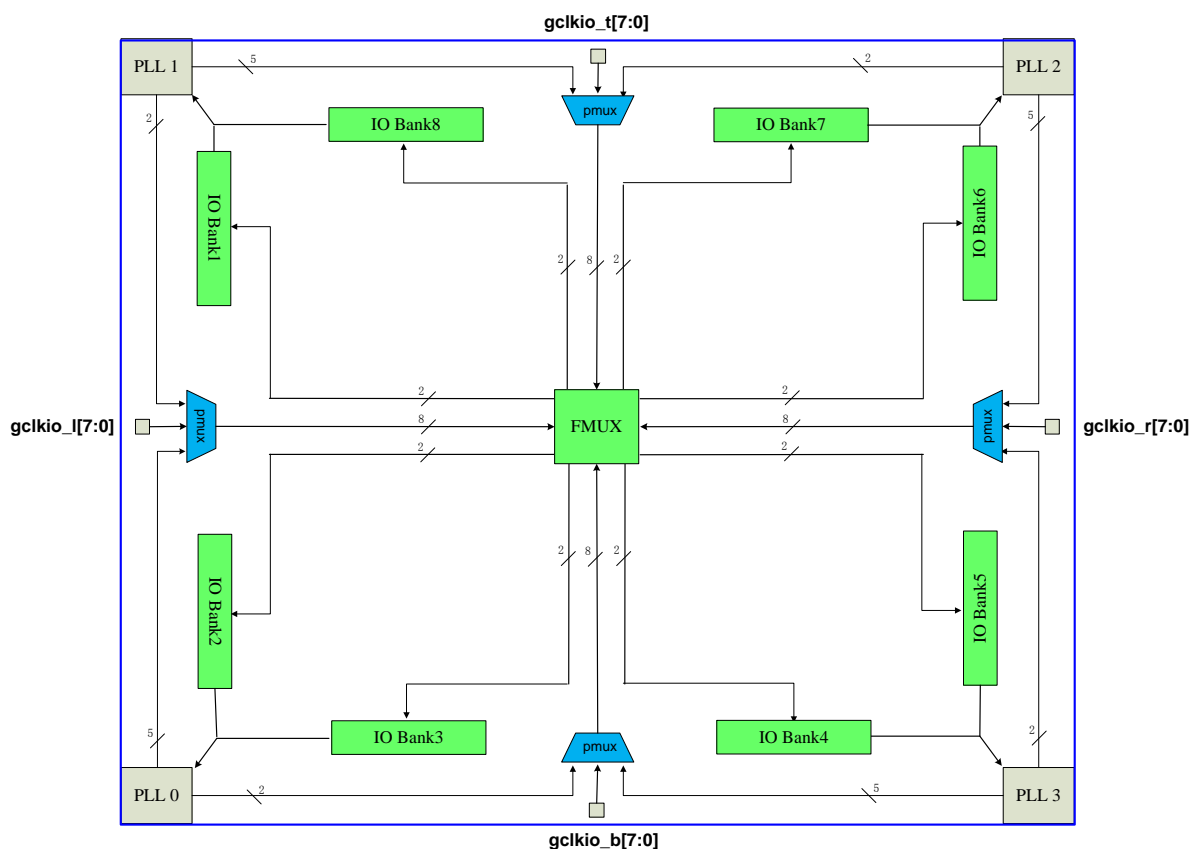 gclkio_t[7:0]
PLL 1
5
2
PLL 2
pmux
IO Bank8
IO Bank7
2
5
IO Bank1
IO Bank6
2
8
2
2
2
gclkio_l[7:0]
pmux
8
FMUX
8
pmux
gclkio_r[7:0]
2
2
IO Bank2
2
8
2
IO Bank5
IO Bank3
IO Bank4
5
pmux
2
PLL 0
2
5
PLL 3
gclkio_b[7:0]